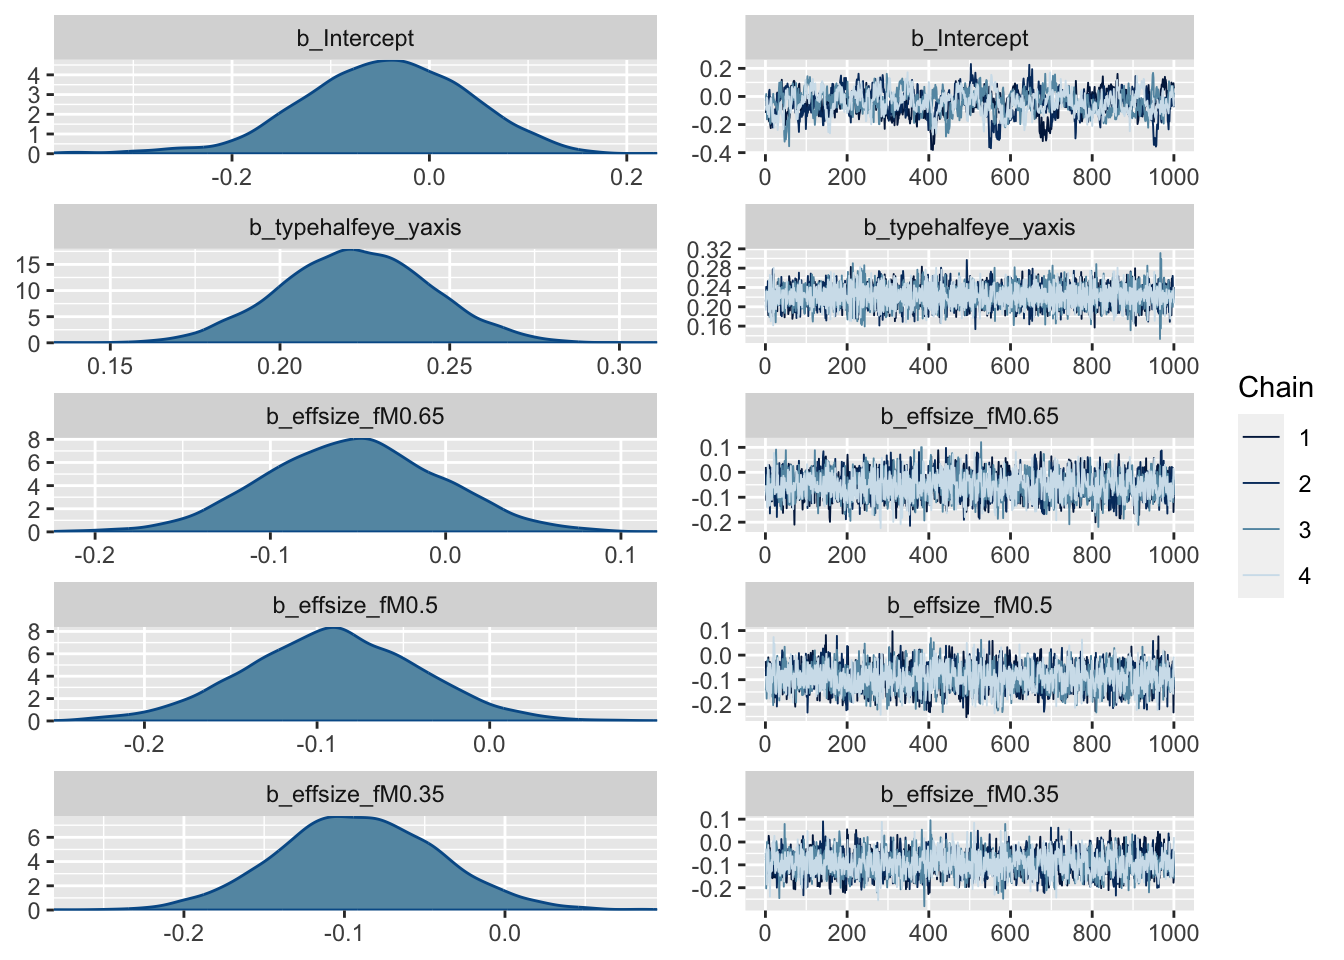 b_Intercept
4
3
2
1
0
-0.2 0.0 0.2
b_Intercept
0.2
0.0
-0.2
-0.4
0 200 400 600 800 1000
b_typehalfeye_yaxis
15
10
5
0
0.15 0.20 0.25 0.30
b_typehalfeye_yaxis
0.32
0.28
0.24
0.20
0.16
0 200 400 600 800 1000
b_effsize_fM0.65
8
6
4
2
0
-0.2 -0.1 0.0 0.1
b_effsize_fM0.65
0.1
0.0
-0.1
-0.2
0 200 400 600 800 1000
b_effsize_fM0.5
8
6
4
2
0
-0.2 -0.1 0.0
b_effsize_fM0.5
0.1
0.0
-0.1
-0.2
0 200 400 600 800 1000
b_effsize_fM0.35
6
4
2
0
-0.2 -0.1 0.0
b_effsize_fM0.35
0.1
0.0
-0.1
-0.2
0 200 400 600 800 1000
Chain
1
2
3
4